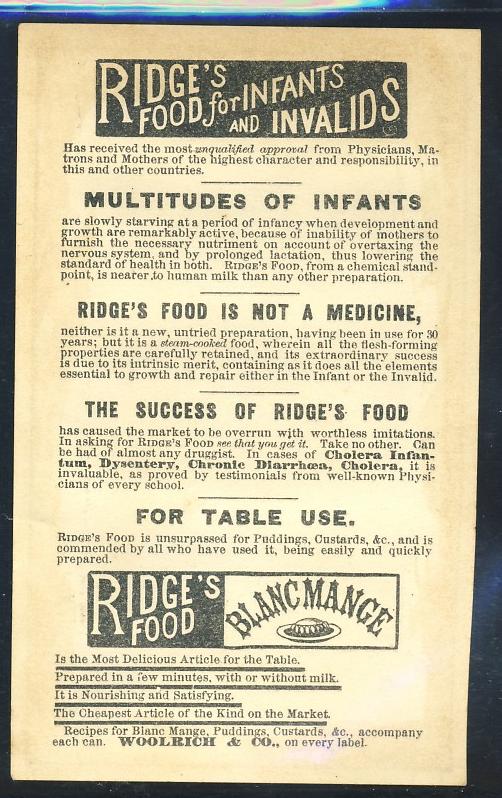 RIDGE'S
FOOD for INFANTS
AND INVALIDS
Has received the most unqualified approval from Physicians, Ma-
trons and Mothers of the highest character and responsibility, in
this and other countries.
MULTITUDES OF INFANTS
are slowly starving at a period of infancy when development and
growth are remarkably active, because of inability of mothers to
furnish the necessary nutriment on account of overtaxing the
nervous system, and by prolonged lactation, thus lowering the
standard of health in both. RIDGE'S FOOD, from a chemical stand-
point, is nearer to human milk than any other preparation.
RIDGE'S FOOD IS NOT A MEDICINE,
neither is it a new, untried preparation, having been in use for 30
years; but it is a steam-cooked food, wherein all the flesh-forming
properties are carefully retained, and its extraordinary success
is due to its intrinsic merit, containing as it does all the elements
essential to growth and repair either in the Infant or the Invalid.
THE SUCCESS OF RIDGE'S FOOD
has caused the market to be overrun with worthless imitations.
In asking for RIDGE'S FOOD see that you get it. Take no other. Can
be had of almost any druggist. In cases of Cholera Infan-
tum, Dysentery, Chronic Diarrhœa, Cholera, it is
invaluable, as proved by testimonials from well-known Physi-
cians of every school.
FOR TABLE USE.
RIDGE'S FOOD is unsurpassed for Puddings, Custards, &c., and is
commended by all who have used it, being easily and quickly
prepared.
RIDGE'S
FOOD
BLANC MANGE
Is the Most Delicious Article for the Table.
Prepared in a few minutes, with or without milk.
It is Nourishing and Satisfying.
The Cheapest Article of the Kind on the Market.
Recipes for Blanc Mange, Puddings, Custards, &c., accompany
each can. WOOLRICH & CO., on every label.